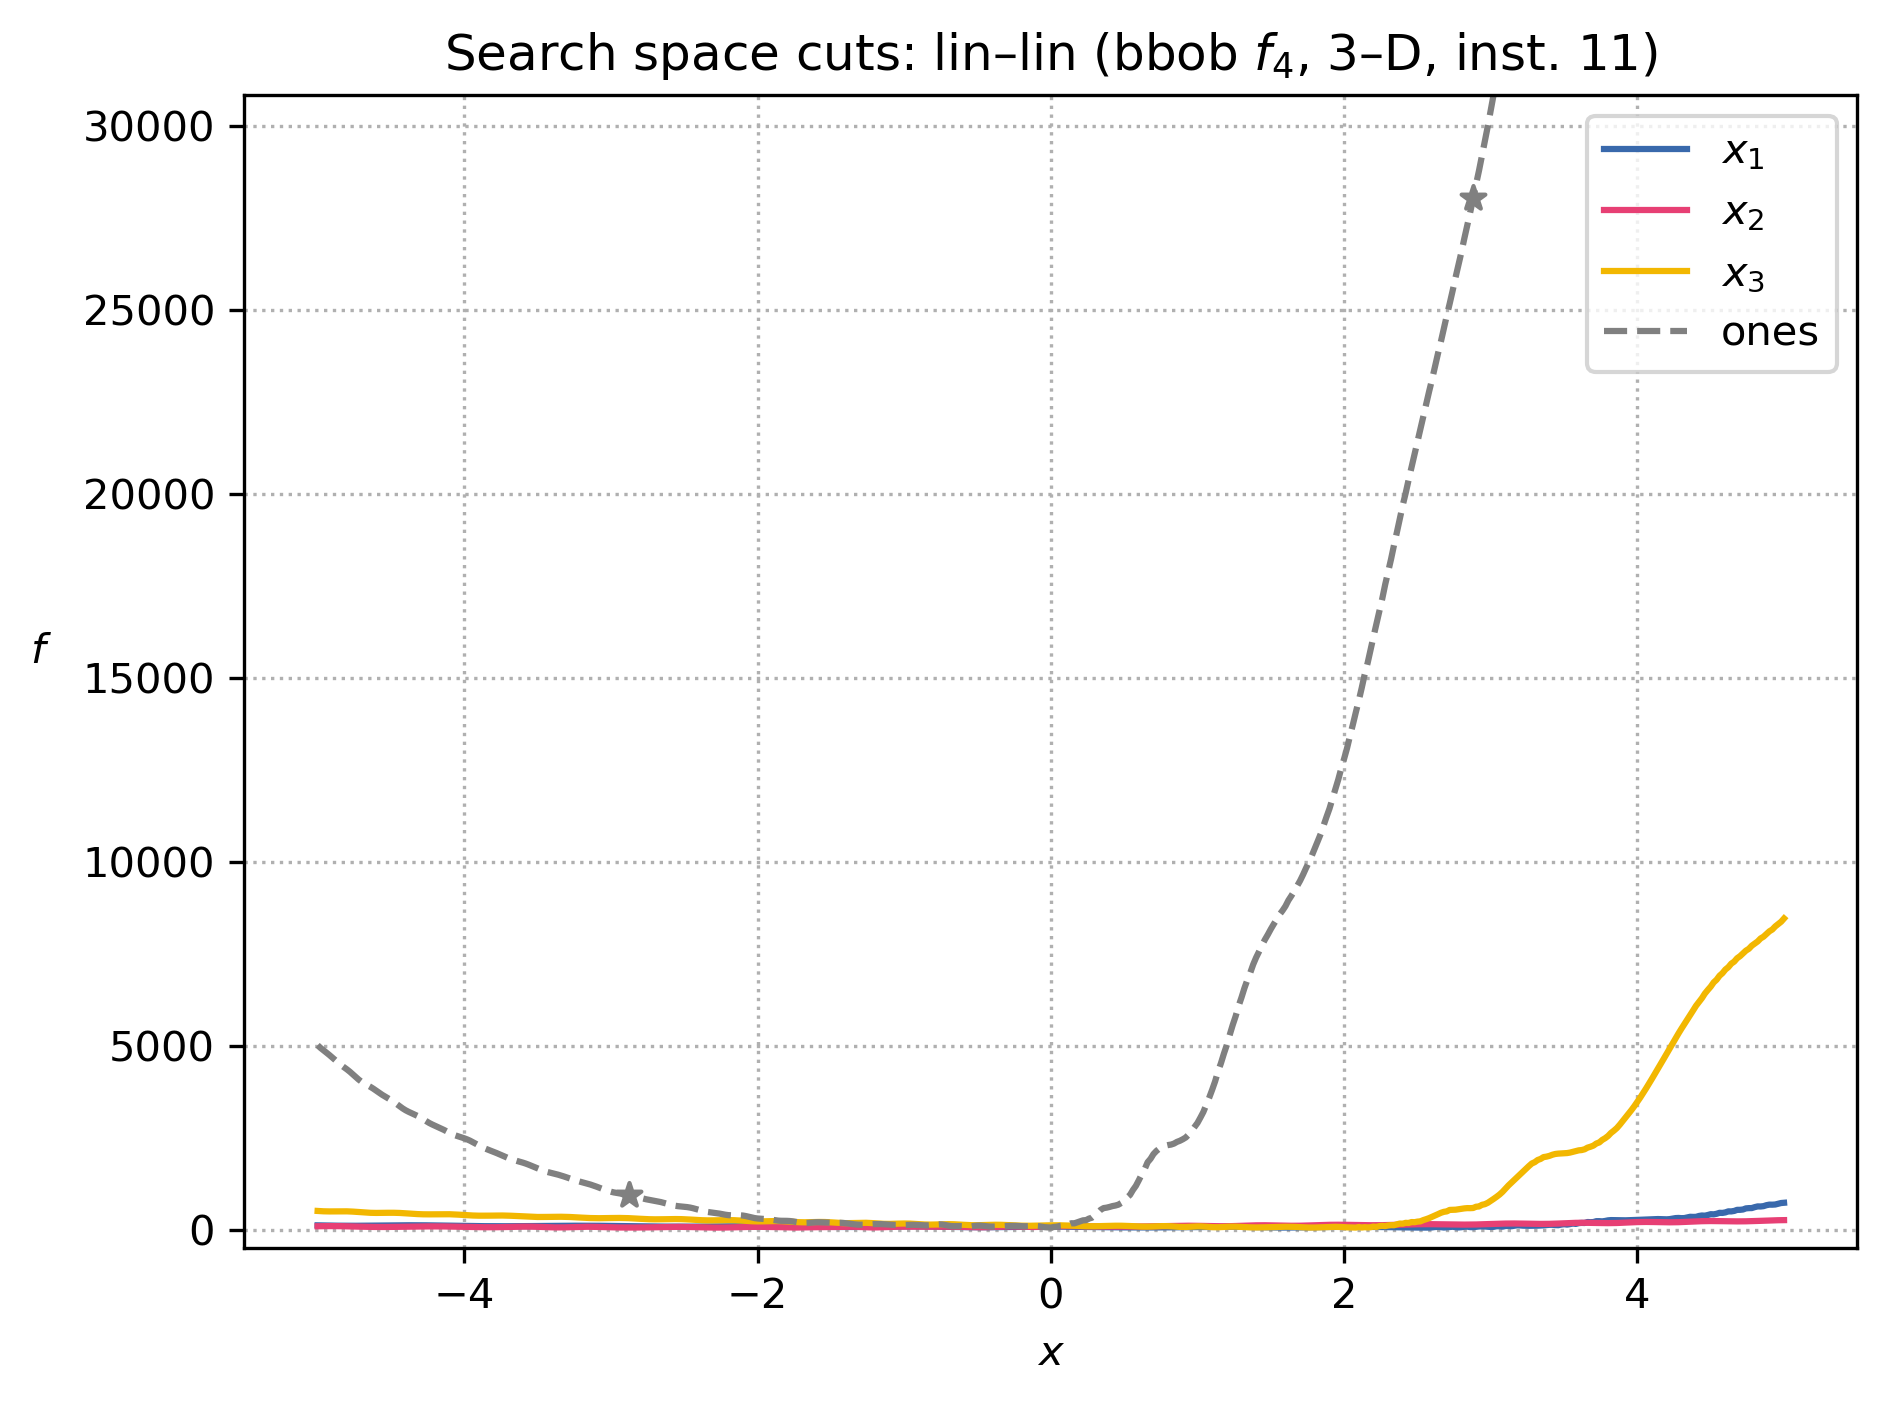 Search space cuts: lin–lin (bbob f₄, 3–D, inst. 11)
30000
25000
20000
15000
10000
5000
0
f
x₁
x₂
x₃
ones
−4 −2 0 2 4
x